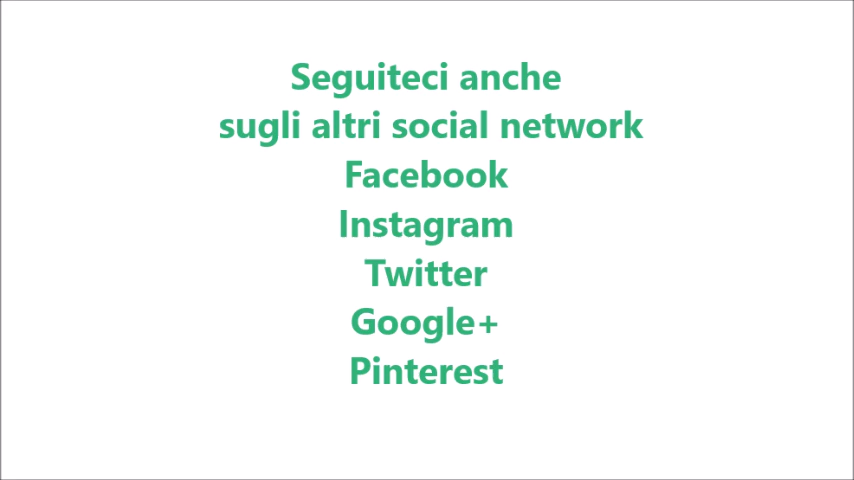 Seguiteci anche
sugli altri social network
Facebook
Instagram
Twitter
Google+
Pinterest